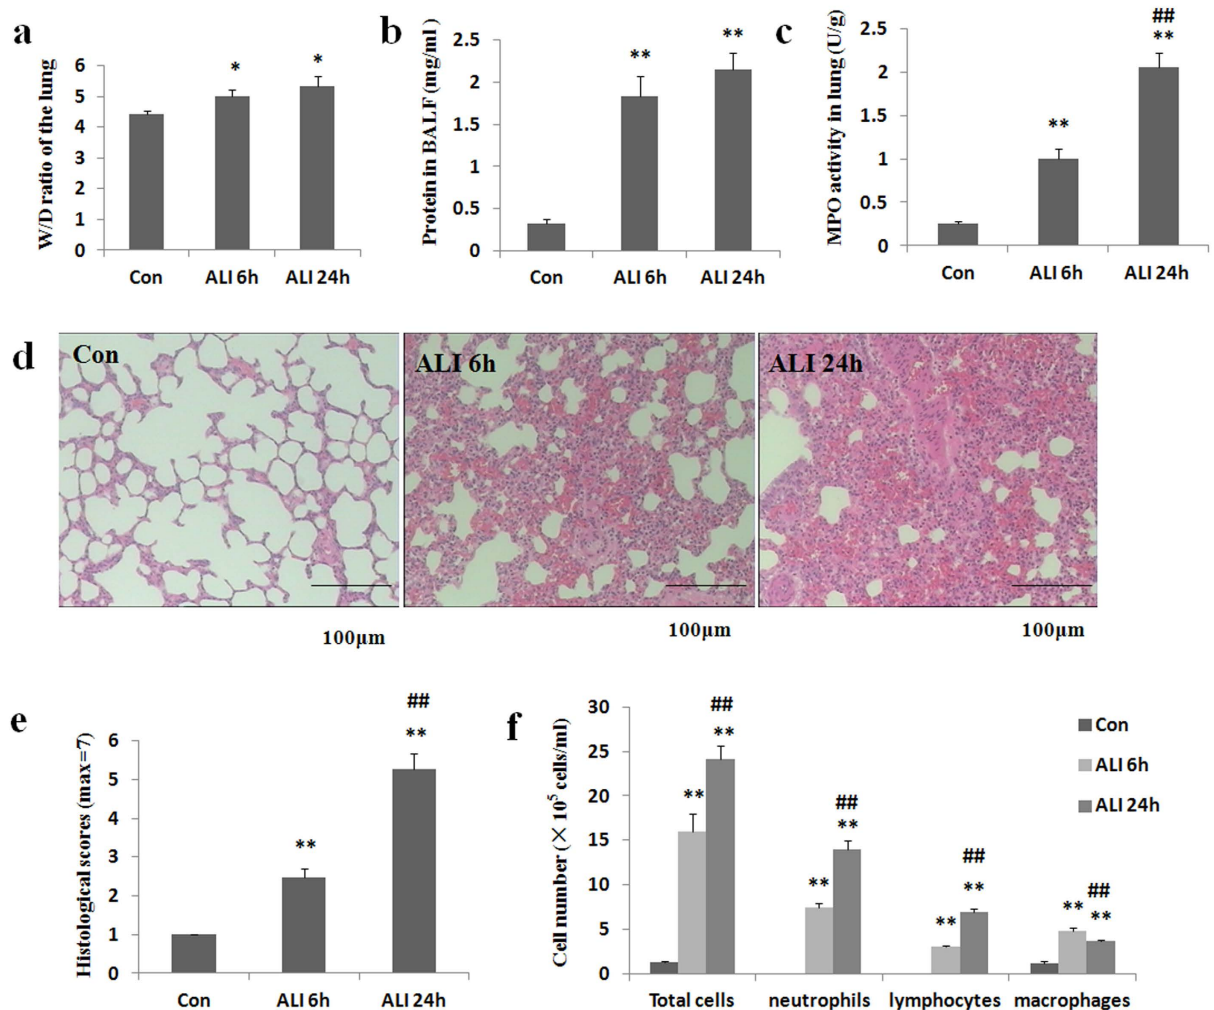 a
W/D ratio of the lung
6
5
4
3
2
1
0
*
*
Con
ALI 6h
ALI 24h
b
Protein in BALF (mg/ml)
2.5
2
1.5
1
0.5
0
**
**
Con
ALI 6h
ALI 24h
c
MPO activity in lung (U/g)
2.5
2
1.5
1
0.5
0
**
##
**
Con
ALI 6h
ALI 24h
d
Con
100μm
ALI 6h
100μm
ALI 24h
100μm
e
Histological scores (max=7)
6
5
4
3
2
1
0
**
##
**
Con
ALI 6h
ALI 24h
f
Cell number (×10⁵ cells/ml)
30
25
20
15
10
5
0
**
##
**
**
##
**
**
##
**
**
##
**
Total cells
neutrophils
lymphocytes
macrophages
Con
ALI 6h
ALI 24h